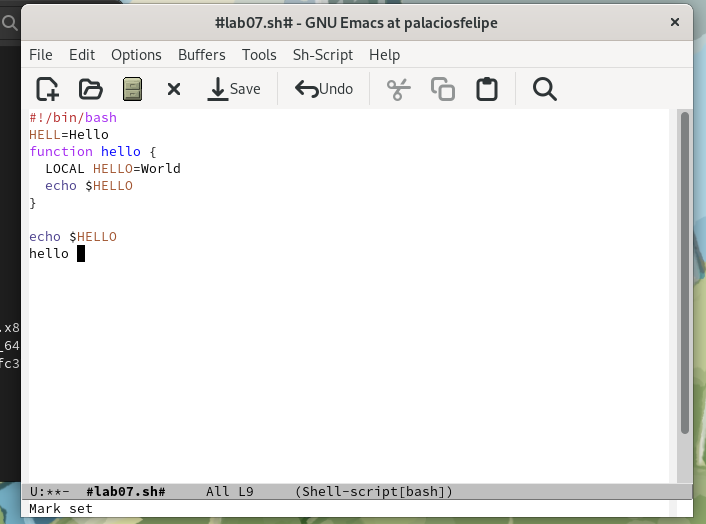 #lab07.sh# - GNU Emacs at palaciosfelipe
File Edit Options Buffers Tools Sh-Script Help
Save Undo
#!/bin/bash
HELL=Hello
function hello {
LOCAL HELLO=World
echo $HELLO
}
echo $HELLO
hello
.x8
_64
fc3
U:**- #lab07.sh# All L9 (Shell-script[bash])
Mark set